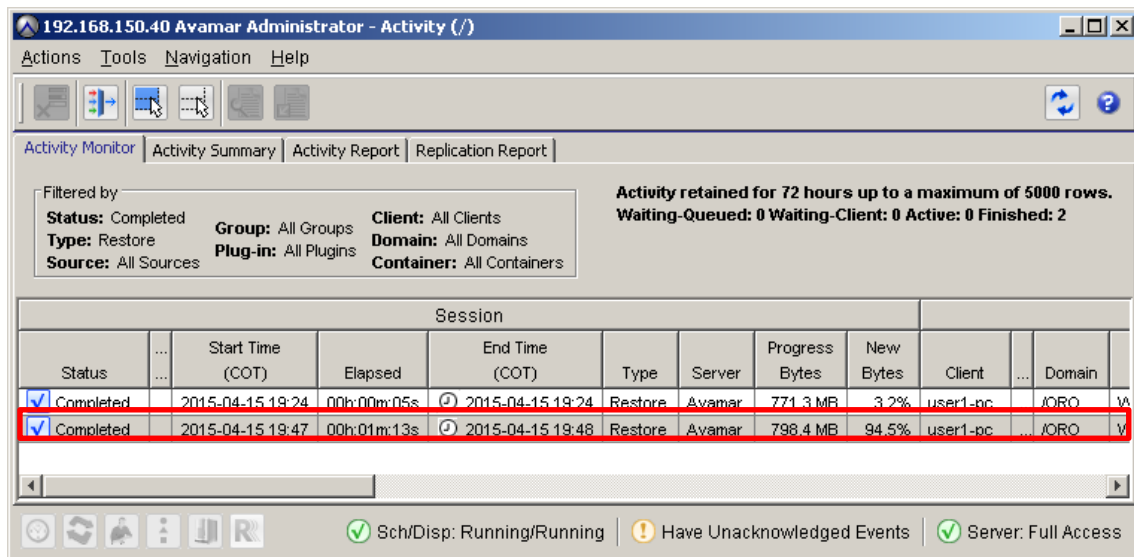 192.168.150.40 Avamar Administrator - Activity (/)
Actions Tools Navigation Help
Activity Monitor Activity Summary Activity Report Replication Report
Filtered by
Status: Completed
Type: Restore
Source: All Sources
Group: All Groups
Plug-in: All Plugins
Client: All Clients
Domain: All Domains
Container: All Containers
Activity retained for 72 hours up to a maximum of 5000 rows.
Waiting-Queued: 0 Waiting-Client: 0 Active: 0 Finished: 2
Session
Status ... ... Start Time (COT) Elapsed End Time (COT) Type Server Progress Bytes New Bytes Client ... Domain
Completed 2015-04-15 19:24 00h:00m:05s 2015-04-15 19:24 Restore Avamar 771.3 MB 3.2% user1-pc ... /ORO
Completed 2015-04-15 19:47 00h:01m:13s 2015-04-15 19:48 Restore Avamar 798.4 MB 94.5% user1-pc ... /ORO
Sch/Disp: Running/Running Have Unacknowledged Events Server: Full Access